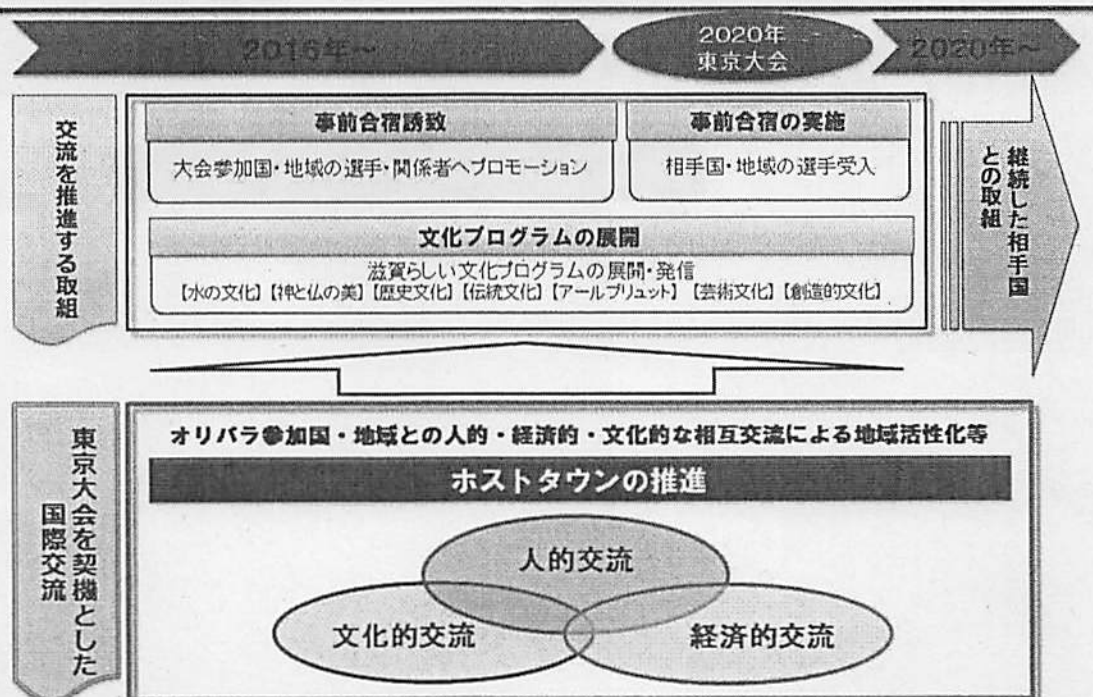 2016年~
2020年
東京大会
2020年~
交流を推進する取組
事前合宿誘致
大会参加国・地域の選手・関係者へプロモーション
事前合宿の実施
相手国・地域の選手受入
文化プログラムの展開
滋賀らしい文化プログラムの展開・発信
【水の文化】【神と仏の美】【歴史文化】【伝統文化】【アールブリュット】【芸術文化】【創造的文化】
継続した相手国
との取組
東京大会を契機とした
国際交流
オリパラ参加国・地域との人的・経済的・文化的な相互交流による地域活性化等
ホストタウンの推進
人的交流
文化的交流
経済的交流